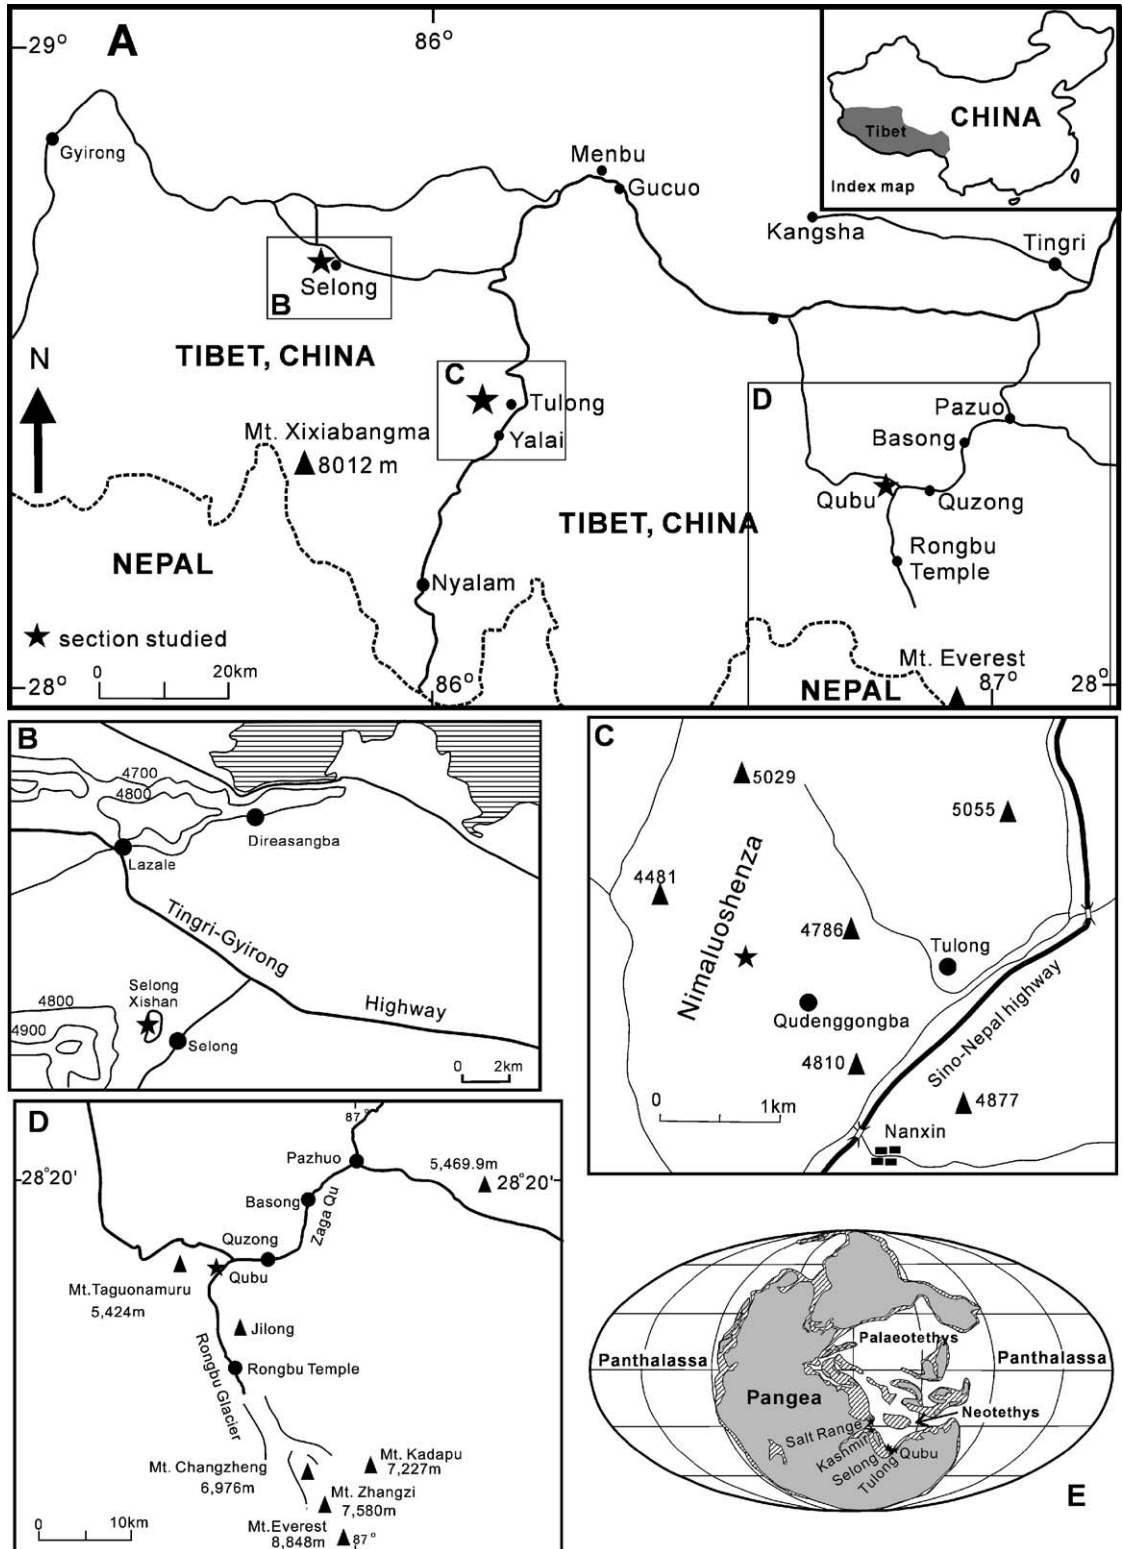 A
29°
86°
CHINA
Tibet
Index map
Gyirong
Menbu
Gucuo
Kangsha
Tingri
Selong
B
N
TIBET, CHINA
C
Tulong
Yalai
Mt. Xixiabangma
8012 m
D
Pazuo
Basong
Qubu
Quzong
TIBET, CHINA
NEPAL
Rongbu
Temple
Nyalam
section studied
0 20km
Mt. Everest
28°
86°
NEPAL
87°
28°
B
4700
4800
Direasangba
Lazale
Tingri-Gyirong
Highway
Selong
Xishan
4800
4900
Selong
0 2km
C
5029
5055
4481
Nimaluoshenza
4786
Tulong
Qudenggongba
Sino-Nepal highway
4810
4877
0 1km
Nanxin
D
87°
Pazhuo
5,469.9m
28°20'
28°20'
Basong
Zaga Qu
Quzong
Qubu
Mt.Taguonamuru
5,424m
Jilong
Rongbu Temple
Rongbu Glacier
Mt. Changzheng
6,976m
Mt. Kadapu
7,227m
Mt. Zhangzi
7,580m
Mt.Everest
8,848m
87°
0 10km
Palaeotethys
Panthalassa
Panthalassa
Pangea
Neotethys
Salt Range
Kashmir
Selong
Tulong
Qubu
E